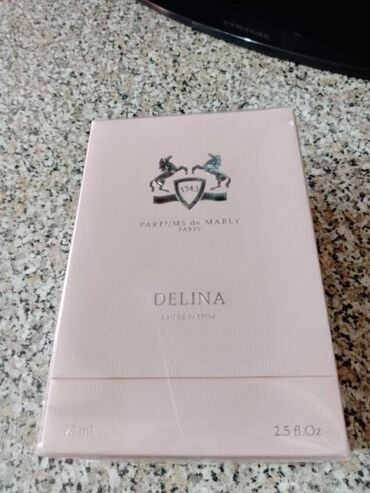 1743
PARFUMS de MARLY
PARIS
DELINA
EAU DE PARFUM
75 ml
2.5 fl.Oz